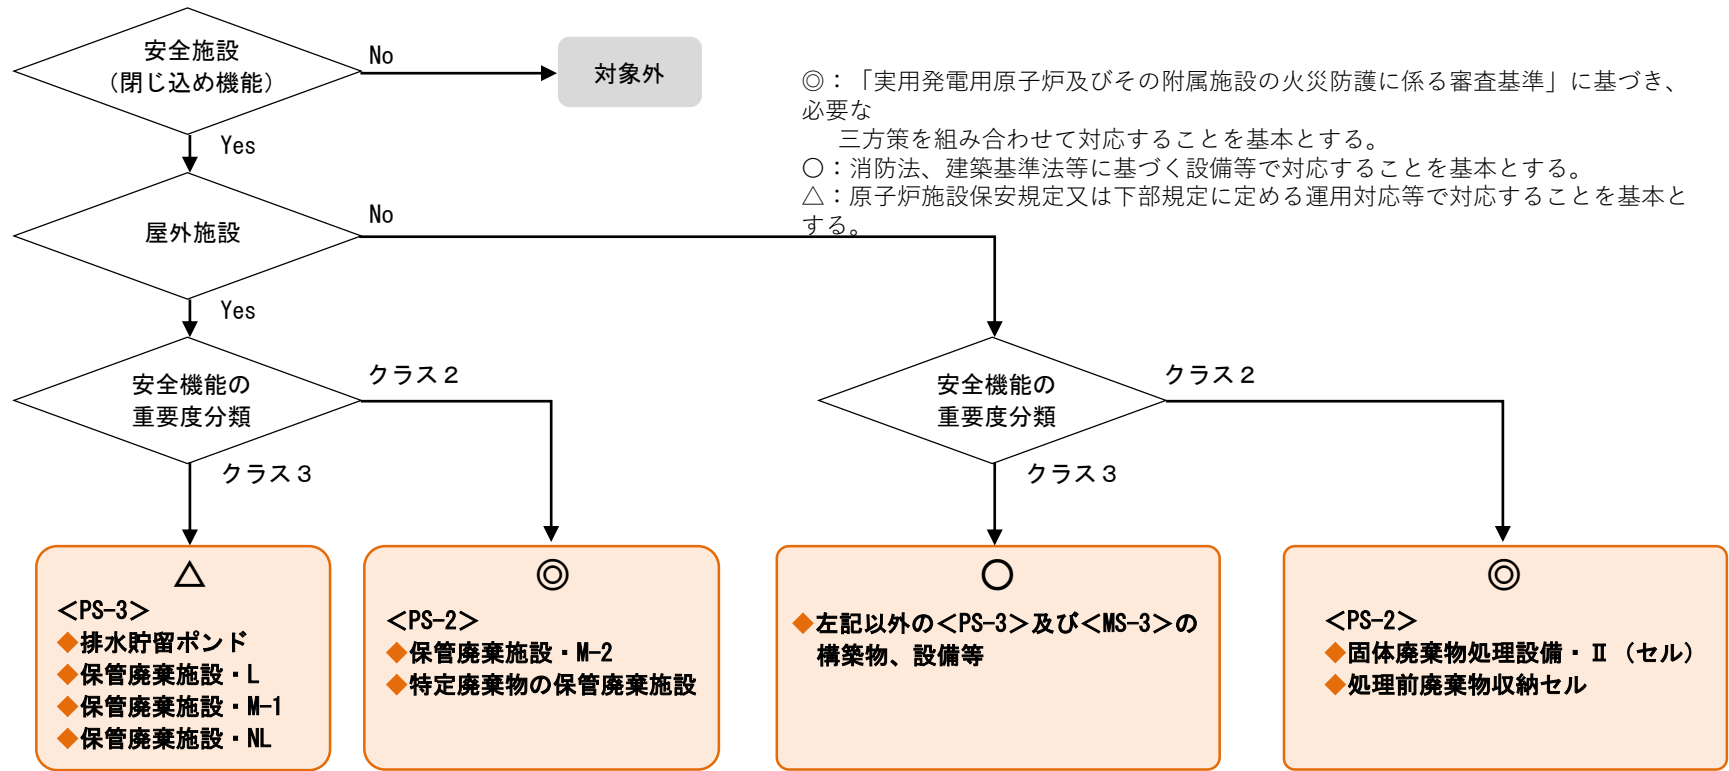 安全施設
（閉じ込め機能）
No
対象外
◎：「実用発電用原子炉及びその附属施設の火災防護に係る審査基準」に基づき、
必要な
三方策を組み合わせて対応することを基本とする。
○：消防法、建築基準法等に基づく設備等で対応することを基本とする。
△：原子炉施設保安規定又は下部規定に定める運用対応等で対応することを基本と
する。
Yes
屋外施設
No
Yes
安全機能の
重要度分類
クラス２
クラス３
安全機能の
重要度分類
クラス２
クラス３
△
＜PS-3＞
◆排水貯留ポンド
◆保管廃棄施設・L
◆保管廃棄施設・M-1
◆保管廃棄施設・NL
◎
＜PS-2＞
◆保管廃棄施設・M-2
◆特定廃棄物の保管廃棄施設
○
◆左記以外の＜PS-3＞及び＜MS-3＞の
構築物、設備等
◎
＜PS-2＞
◆固体廃棄物処理設備・Ⅱ（セル）
◆処理前廃棄物収納セル